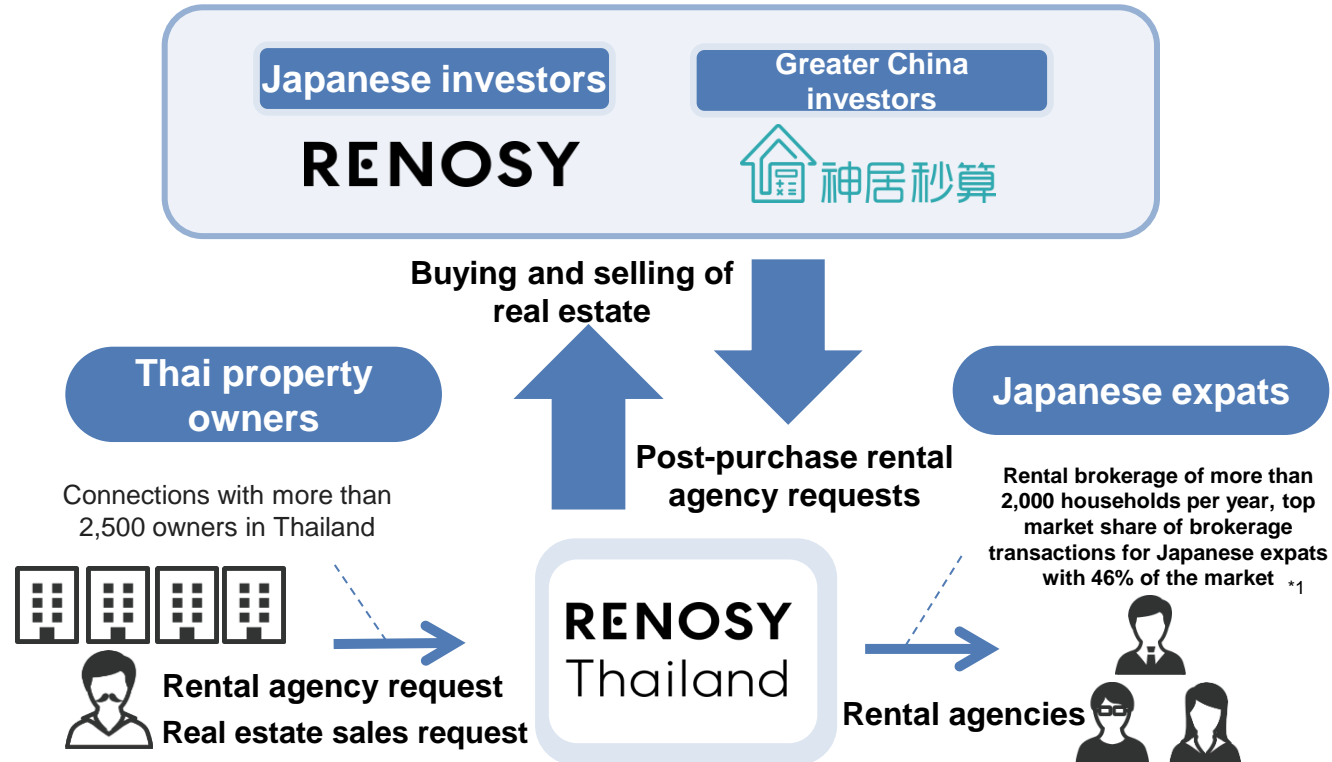 Japanese investors
Greater China
investors
RENOSY
神居秒算
Buying and selling of
real estate
Thai property
owners
Japanese expats
Post-purchase rental
agency requests
Connections with more than
2,500 owners in Thailand
Rental brokerage of more than
2,000 households per year, top
market share of brokerage
transactions for Japanese expats
with 46% of the market *1
RENOSY
Thailand
Rental agency request
Real estate sales request
Rental agencies